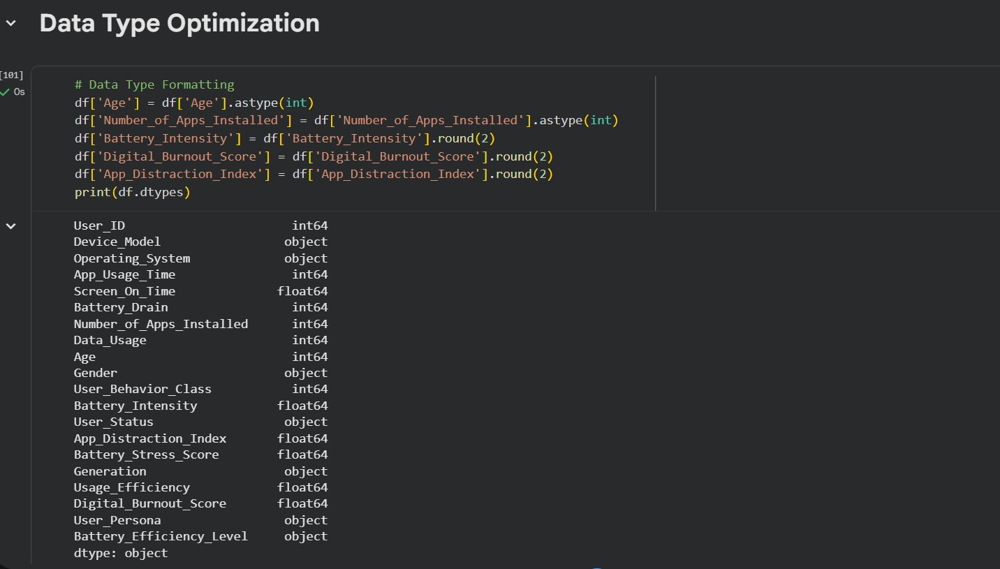 Data Type Optimization
[101]
0s
# Data Type Formatting
df['Age'] = df['Age'].astype(int)
df['Number_of_Apps_Installed'] = df['Number_of_Apps_Installed'].astype(int)
df['Battery_Intensity'] = df['Battery_Intensity'].round(2)
df['Digital_Burnout_Score'] = df['Digital_Burnout_Score'].round(2)
df['App_Distraction_Index'] = df['App_Distraction_Index'].round(2)
print(df.dtypes)
User_ID int64
Device_Model object
Operating_System object
App_Usage_Time int64
Screen_On_Time float64
Battery_Drain int64
Number_of_Apps_Installed int64
Data_Usage int64
Age int64
Gender object
User_Behavior_Class int64
Battery_Intensity float64
User_Status object
App_Distraction_Index float64
Battery_Stress_Score float64
Generation object
Usage_Efficiency float64
Digital_Burnout_Score float64
User_Persona object
Battery_Efficiency_Level object
dtype: object